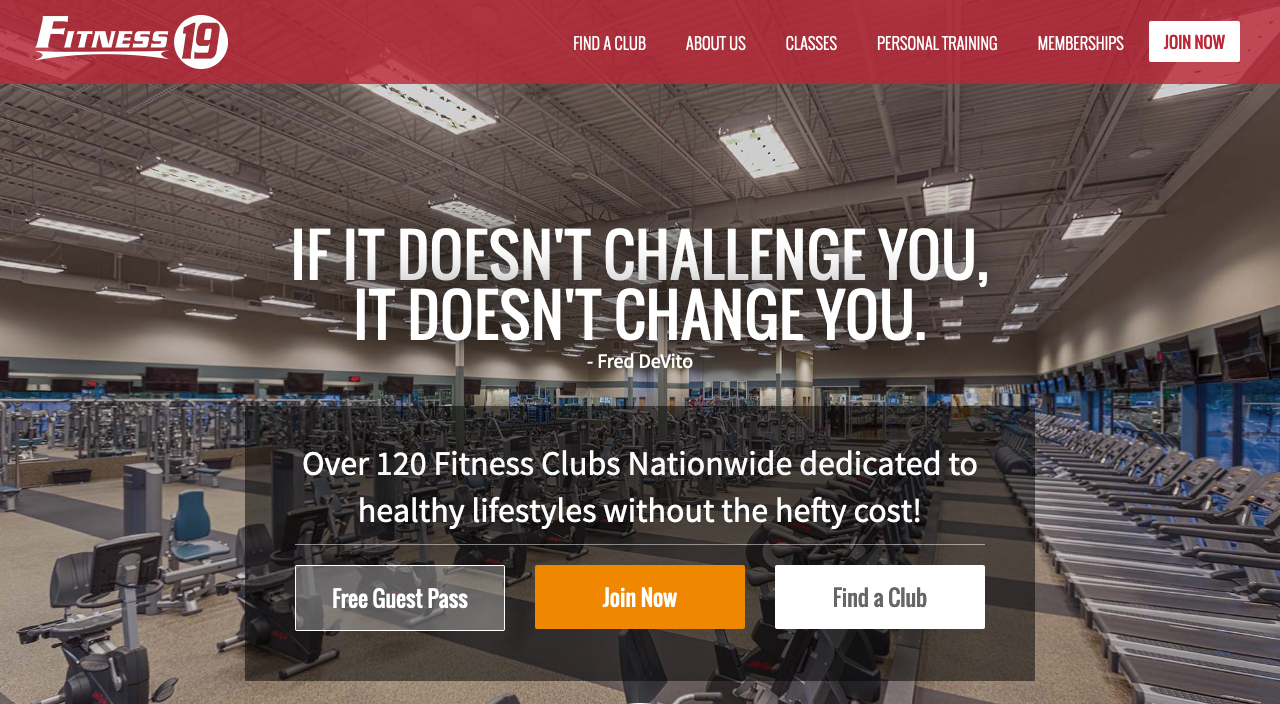 FITNESS 19
FIND A CLUB
ABOUT US
CLASSES
PERSONAL TRAINING
MEMBERSHIPS
JOIN NOW
IF IT DOESN'T CHALLENGE YOU,
IT DOESN'T CHANGE YOU.
- Fred DeVito
Over 120 Fitness Clubs Nationwide dedicated to
healthy lifestyles without the hefty cost!
Free Guest Pass
Join Now
Find a Club